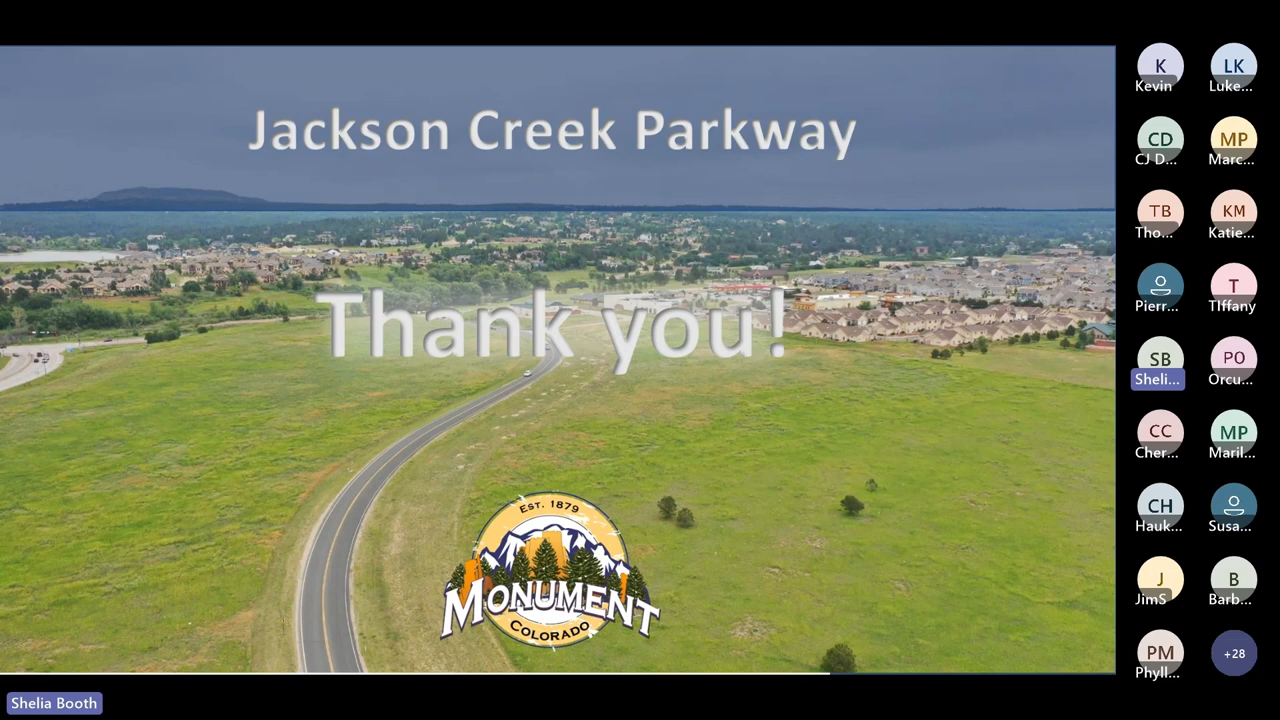 Jackson Creek Parkway
Thank you!
EST. 1879
MONUMENT
COLORADO
K
Kevin
LK
Luke...
CD
CJ D...
MP
Marc...
TB
Tho...
KM
Katie...
Pierr...
T
TIffany
SB
Sheli...
PO
Orcu...
CC
Cher...
MP
Maril...
CH
Hauk...
Susa...
J
JimS
B
Barb...
PM
Phyll...
+28
Shelia Booth